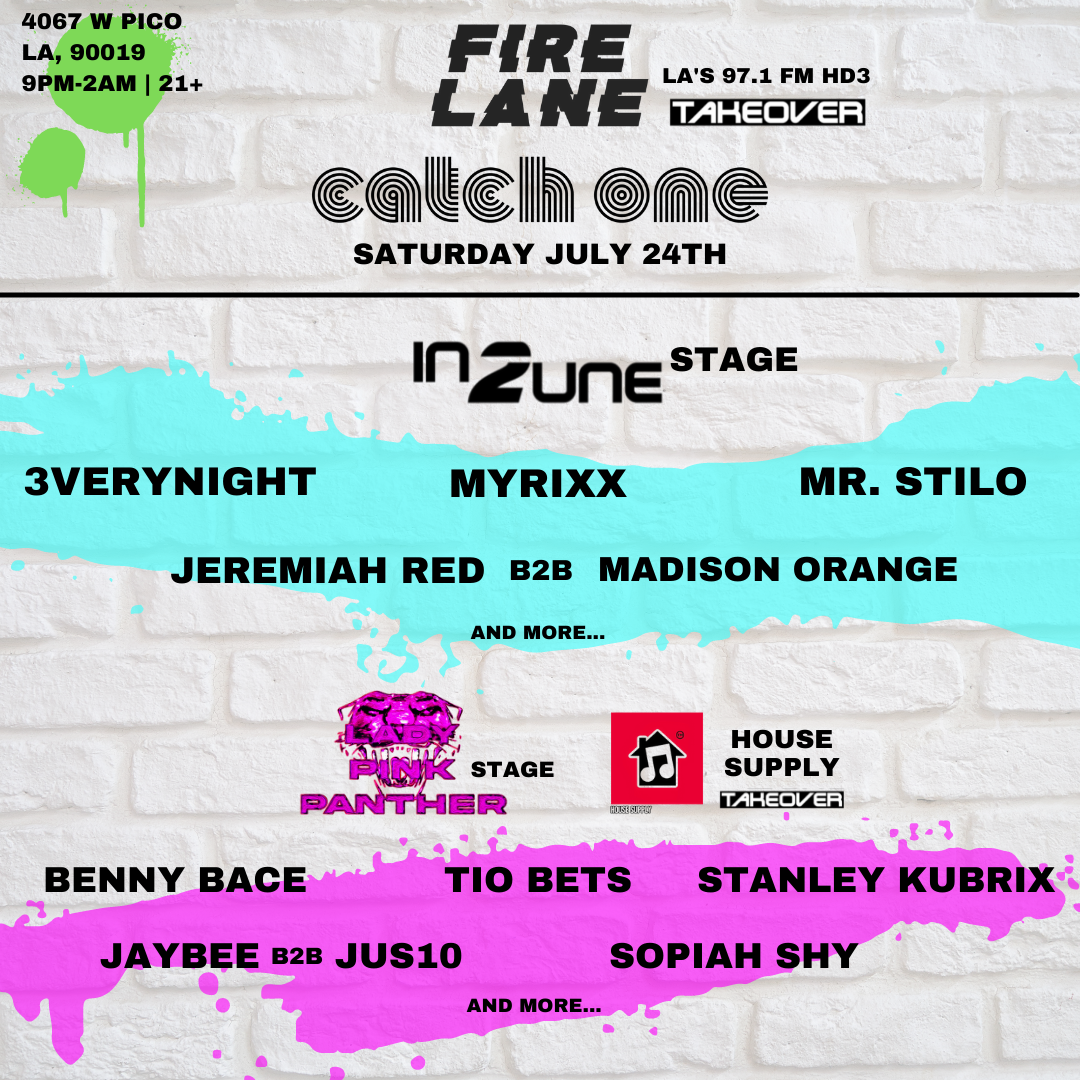 4067 W PICO
LA, 90019
9PM-2AM | 21+
FIRE
LANE
LA'S 97.1 FM HD3
TAKEOVER
catch one
SATURDAY JULY 24TH
IN2UNE STAGE
3VERYNIGHT MYRIXX MR. STILO
JEREMIAH RED B2B MADISON ORANGE
AND MORE...
LADY
PINK
PANTHER
STAGE
HOUSE SUPPLY
HOUSE
SUPPLY
TAKEOVER
BENNY BACE TIO BETS STANLEY KUBRIX
JAYBEE B2B JUS10 SOPIAH SHY
AND MORE...